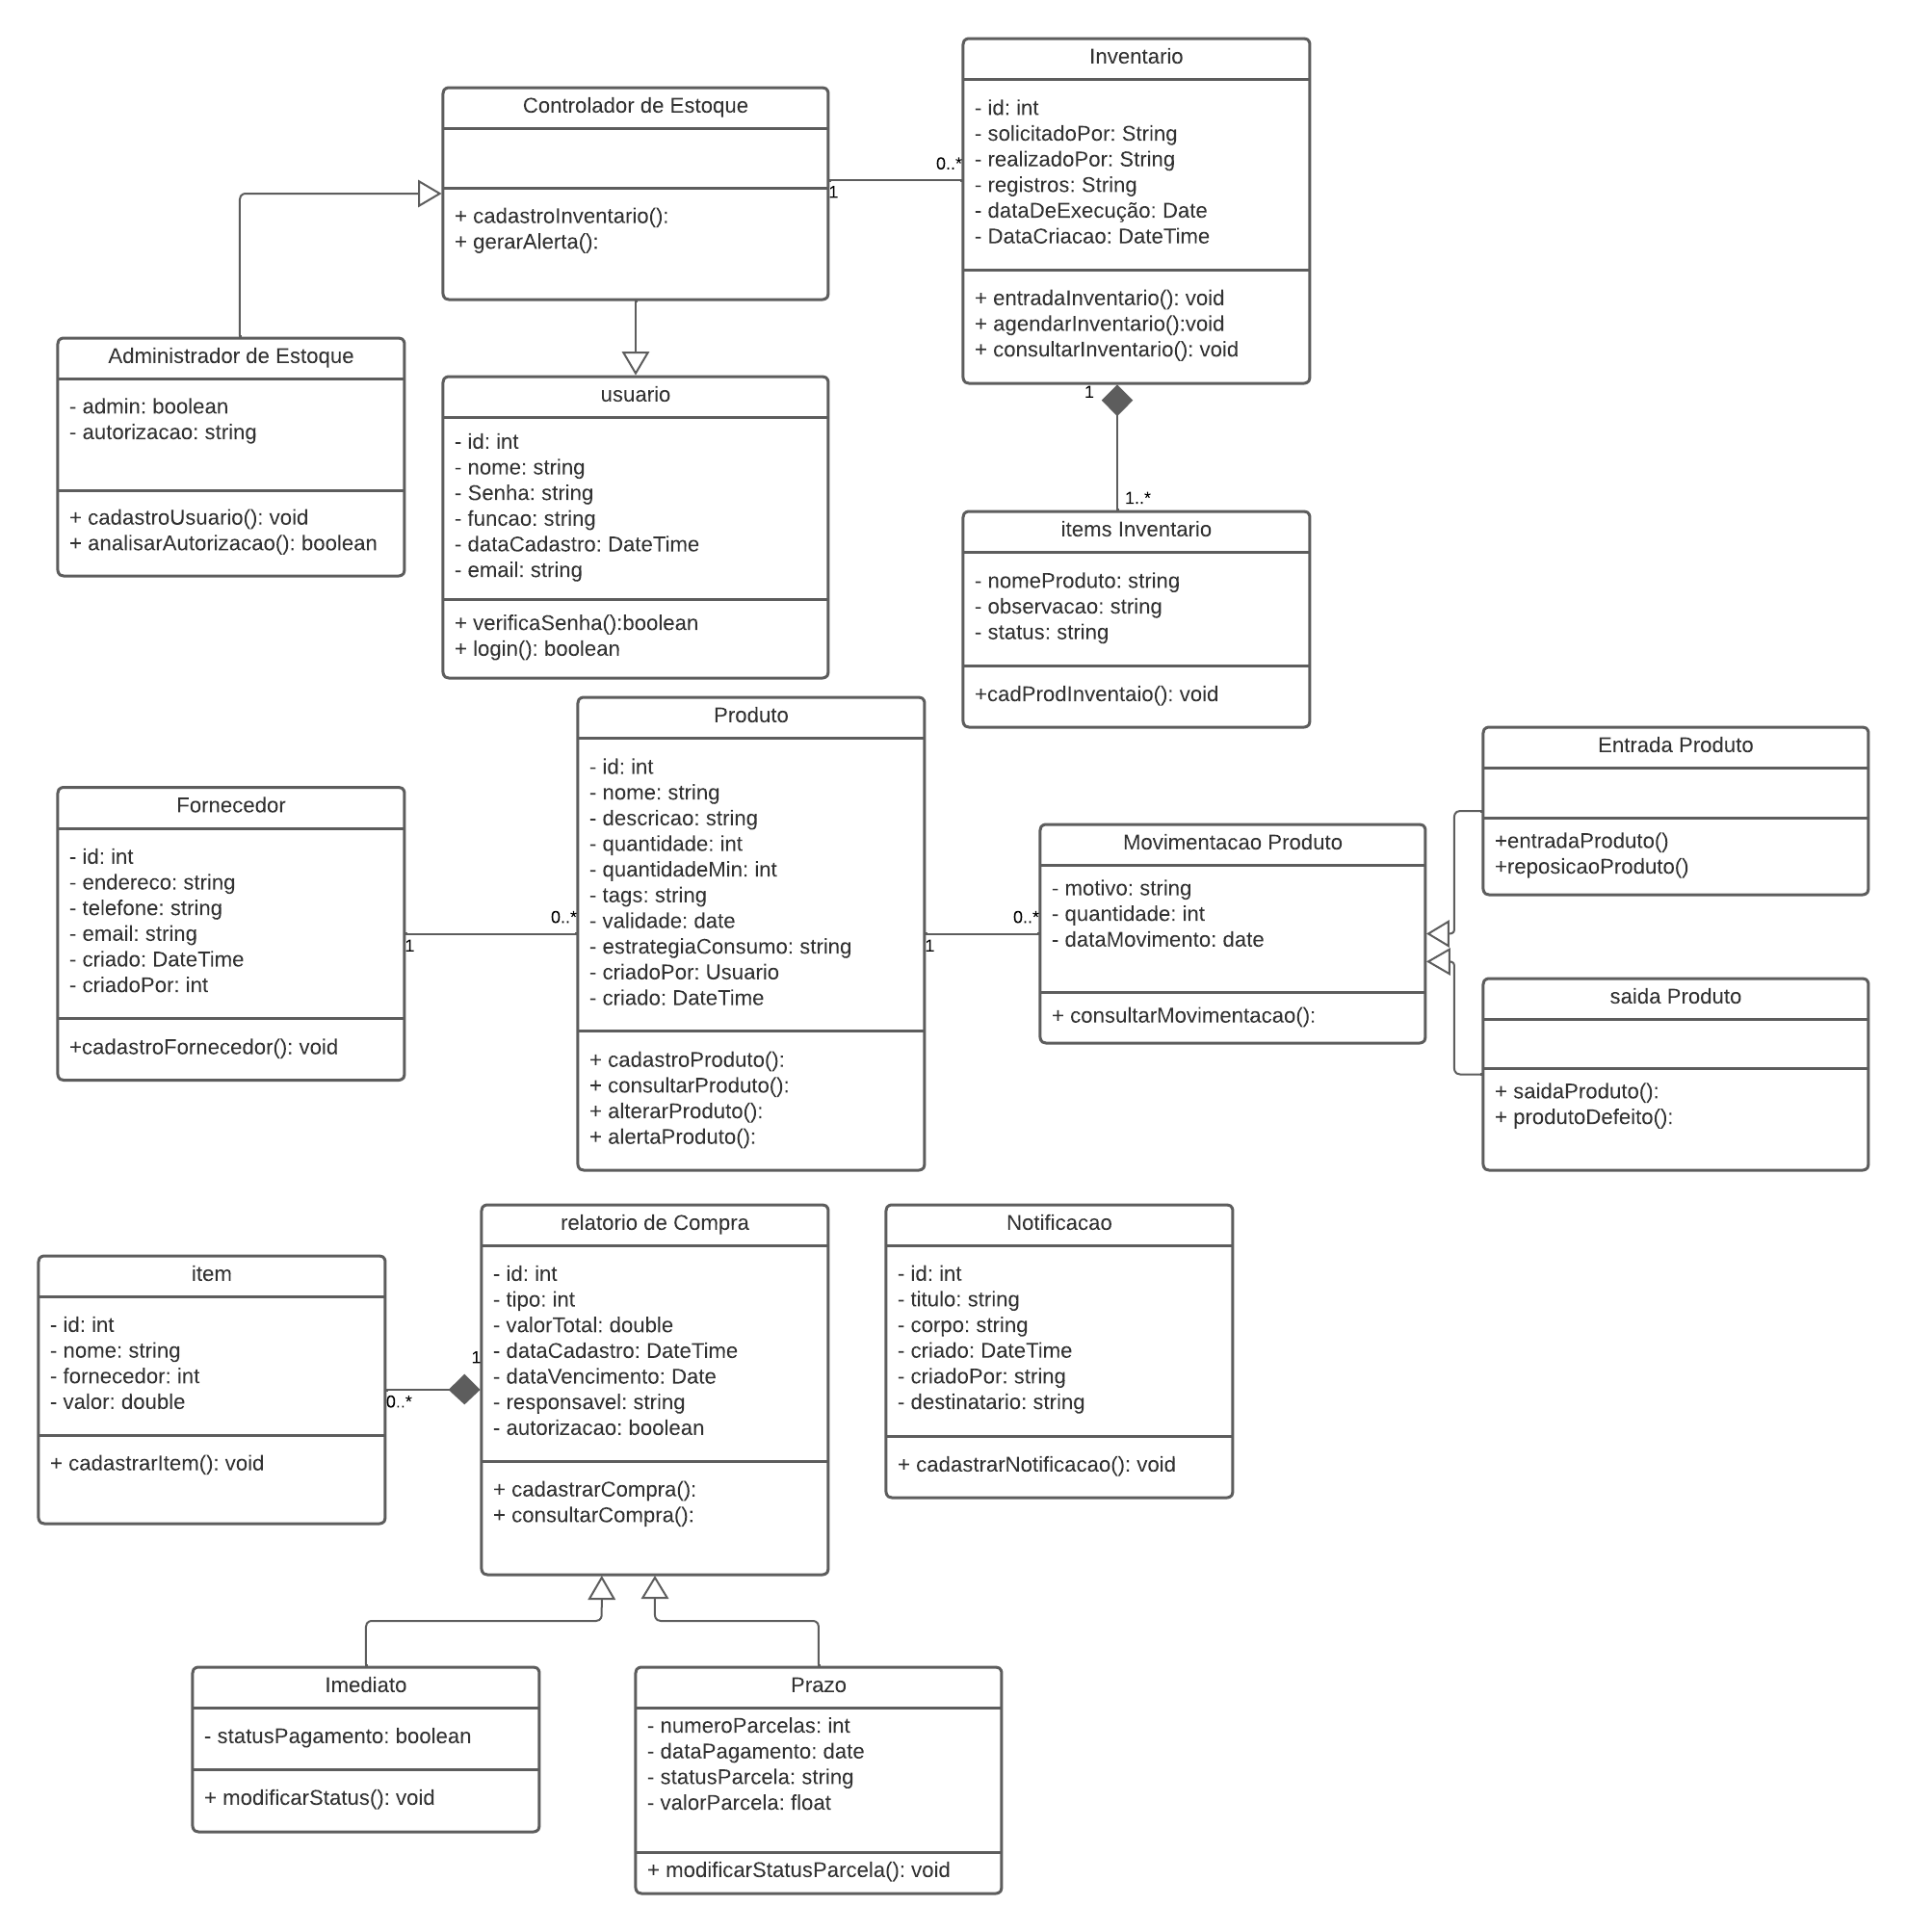 Controlador de Estoque
+ cadastroInventario():
+ gerarAlerta():
1
0..*
Inventario
- id: int
- solicitadoPor: String
- realizadoPor: String
- registros: String
- dataDeExecução: Date
- DataCriacao: DateTime
+ entradaInventario(): void
+ agendarInventario():void
+ consultarInventario(): void
1
1..*
Administrador de Estoque
- admin: boolean
- autorizacao: string
+ cadastroUsuario(): void
+ analisarAutorizacao(): boolean
usuario
- id: int
- nome: string
- Senha: string
- funcao: string
- dataCadastro: DateTime
- email: string
+ verificaSenha():boolean
+ login(): boolean
items Inventario
- nomeProduto: string
- observacao: string
- status: string
+cadProdInventaio(): void
Fornecedor
- id: int
- endereco: string
- telefone: string
- email: string
- criado: DateTime
- criadoPor: int
+cadastroFornecedor(): void
1
0..*
Produto
- id: int
- nome: string
- descricao: string
- quantidade: int
- quantidadeMin: int
- tags: string
- validade: date
- estrategiaConsumo: string
- criadoPor: Usuario
- criado: DateTime
+ cadastroProduto():
+ consultarProduto():
+ alterarProduto():
+ alertaProduto():
1
0..*
Movimentacao Produto
- motivo: string
- quantidade: int
- dataMovimento: date
+ consultarMovimentacao():
Entrada Produto
+entradaProduto()
+reposicaoProduto()
saida Produto
+ saidaProduto():
+ produtoDefeito():
item
- id: int
- nome: string
- fornecedor: int
- valor: double
+ cadastrarItem(): void
0..*
1
relatorio de Compra
- id: int
- tipo: int
- valorTotal: double
- dataCadastro: DateTime
- dataVencimento: Date
- responsavel: string
- autorizacao: boolean
+ cadastrarCompra():
+ consultarCompra():
Notificacao
- id: int
- titulo: string
- corpo: string
- criado: DateTime
- criadoPor: string
- destinatario: string
+ cadastrarNotificacao(): void
Imediato
- statusPagamento: boolean
+ modificarStatus(): void
Prazo
- numeroParcelas: int
- dataPagamento: date
- statusParcela: string
- valorParcela: float
+ modificarStatusParcela(): void